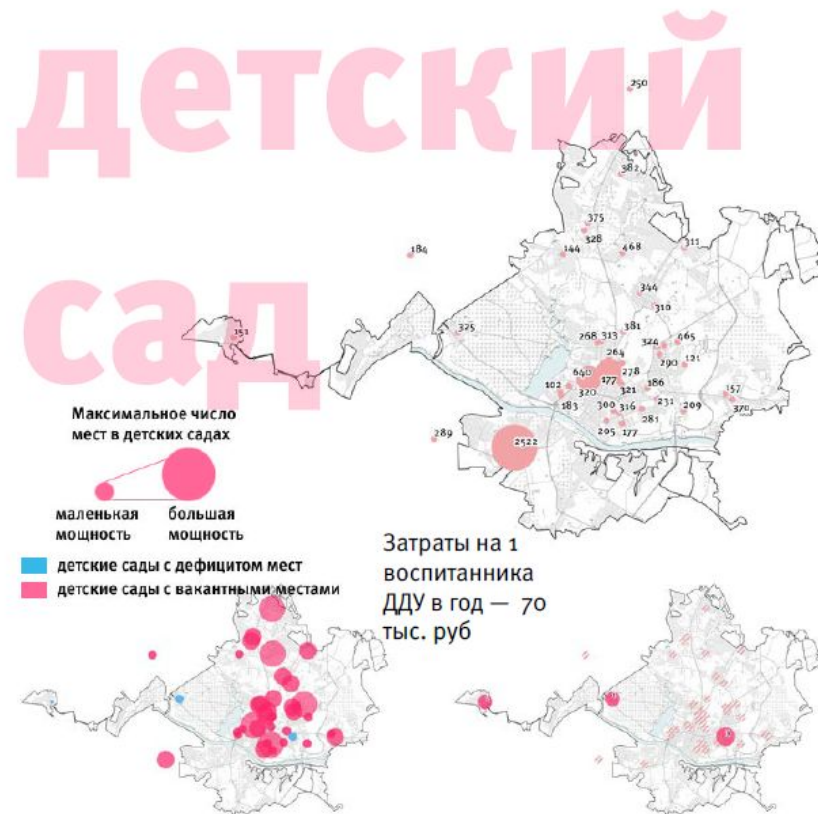 детский
сад
250
382
375
328
144
468
311
184
344
310
325
151
268 313 381
324 465
264
290 121
640 278
102 177 186
320 321
157
183 300 316 231 209 370
281
205 177
289
2522
Максимальное число
мест в детских садах
маленькая
мощность
большая
мощность
детские сады с дефицитом мест
детские сады с вакантными местами
Затраты на 1
воспитанника
ДДУ в год — 70
тыс. руб